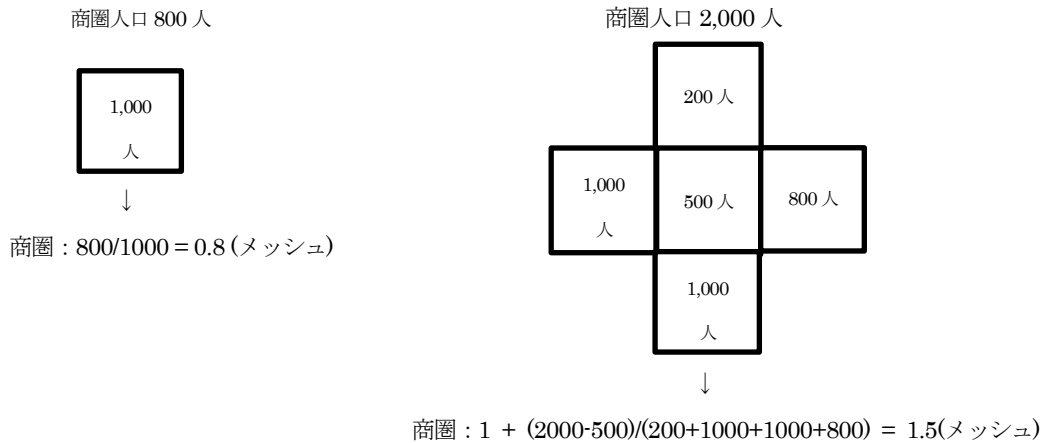 商圏人口 800 人
1,000
人
↓
商圏：800/1000 = 0.8 (メッシュ)
商圏人口 2,000 人
200 人
1,000
人
500 人
800 人
1,000
人
↓
商圏：1 + (2000-500)/(200+1000+1000+800) = 1.5(メッシュ)